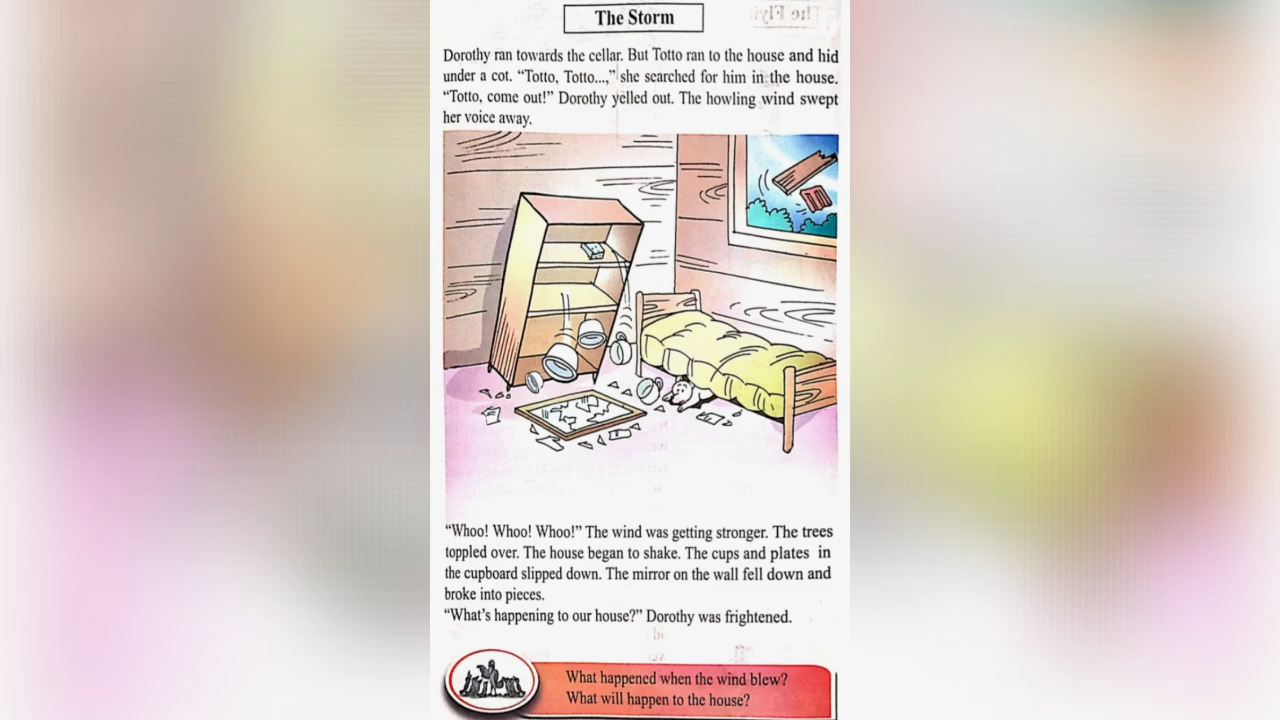 The Storm
Dorothy ran towards the cellar. But Totto ran to the house and hid
under a cot. “Totto, Totto...,” she searched for him in the house.
“Totto, come out!” Dorothy yelled out. The howling wind swept
her voice away.
“Whoo! Whoo! Whoo!” The wind was getting stronger. The trees
toppled over. The house began to shake. The cups and plates in
the cupboard slipped down. The mirror on the wall fell down and
broke into pieces.
“What's happening to our house?” Dorothy was frightened.
What happened when the wind blew?
What will happen to the house?